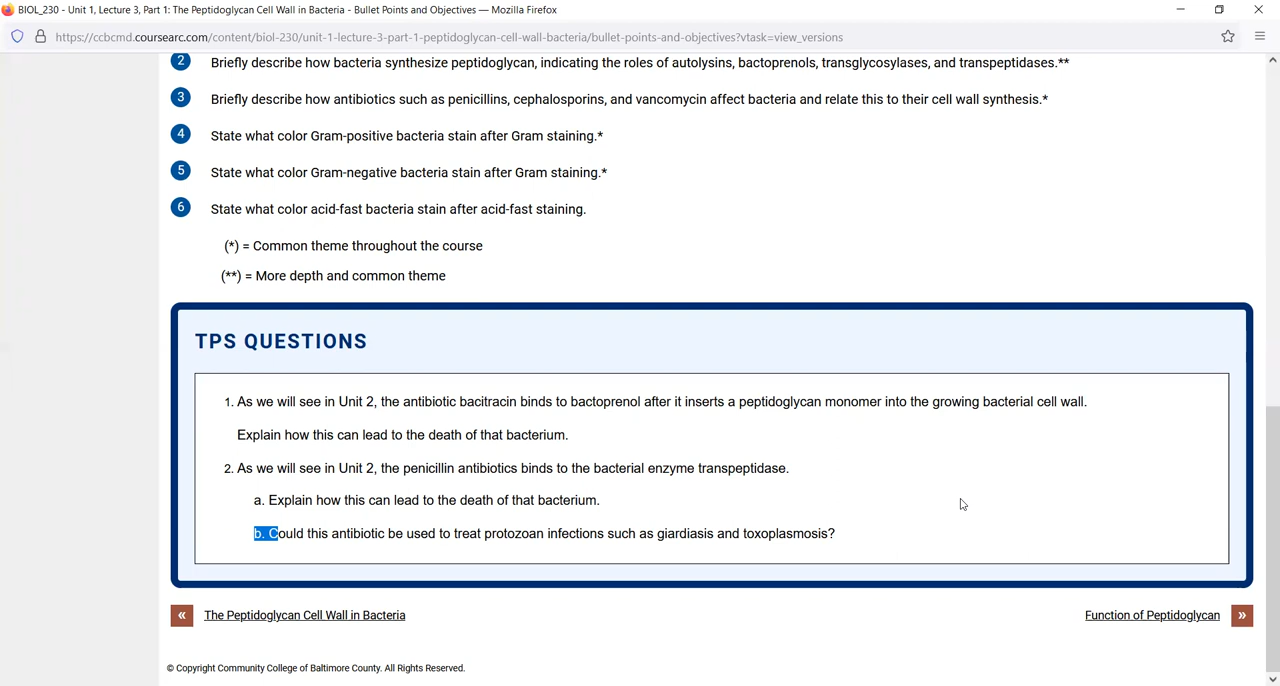 BIOL_230 - Unit 1, Lecture 3, Part 1: The Peptidoglycan Cell Wall in Bacteria - Bullet Points and Objectives — Mozilla Firefox
https://ccbcmd.coursearc.com/content/biol-230/unit-1-lecture-3-part-1-peptidoglycan-cell-wall-bacteria/bullet-points-and-objectives?vtask=view_versions
2 Briefly describe how bacteria synthesize peptidoglycan, indicating the roles of autolysins, bactoprenols, transglycosylases, and transpeptidases.**
3 Briefly describe how antibiotics such as penicillins, cephalosporins, and vancomycin affect bacteria and relate this to their cell wall synthesis.*
4 State what color Gram-positive bacteria stain after Gram staining.*
5 State what color Gram-negative bacteria stain after Gram staining.*
6 State what color acid-fast bacteria stain after acid-fast staining.
(*) = Common theme throughout the course
(**) = More depth and common theme
TPS QUESTIONS
1. As we will see in Unit 2, the antibiotic bacitracin binds to bactoprenol after it inserts a peptidoglycan monomer into the growing bacterial cell wall.
Explain how this can lead to the death of that bacterium.
2. As we will see in Unit 2, the penicillin antibiotics binds to the bacterial enzyme transpeptidase.
a. Explain how this can lead to the death of that bacterium.
b. Could this antibiotic be used to treat protozoan infections such as giardiasis and toxoplasmosis?
« The Peptidoglycan Cell Wall in Bacteria
Function of Peptidoglycan »
© Copyright Community College of Baltimore County. All Rights Reserved.